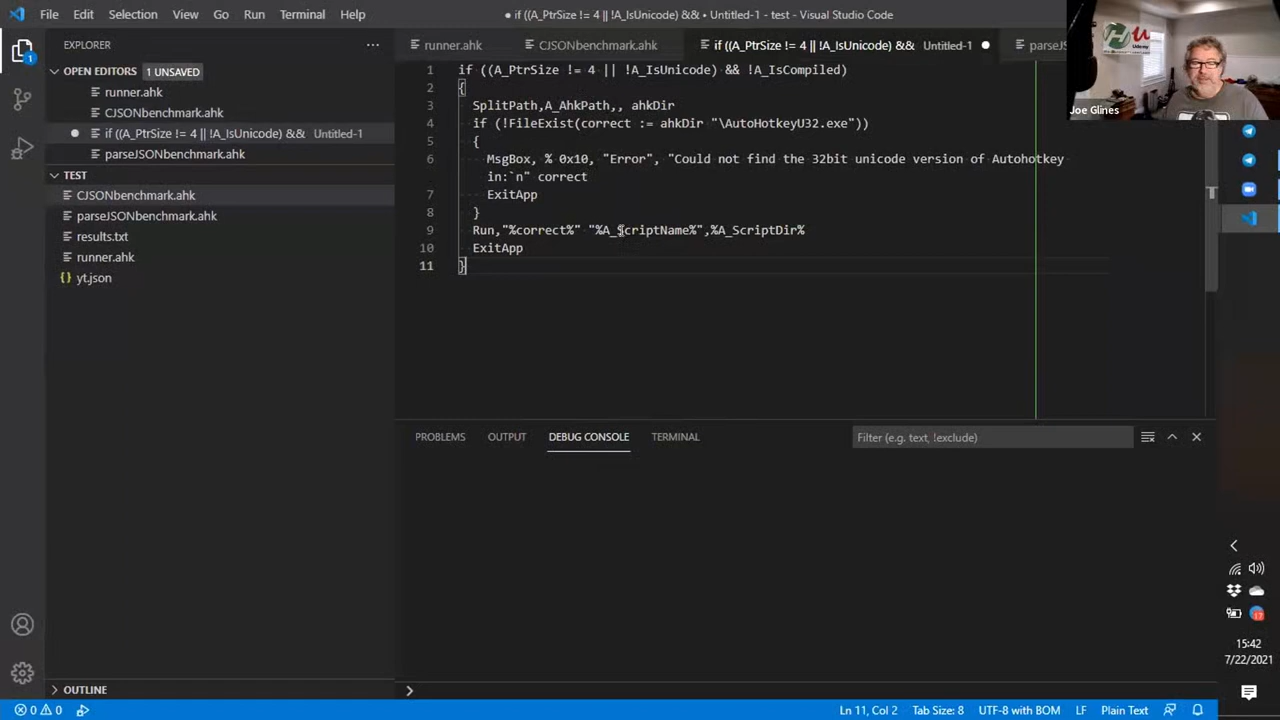 File Edit Selection View Go Run Terminal Help
● if ((A_PtrSize != 4 || !A_IsUnicode) && • Untitled-1 - test - Visual Studio Code
EXPLORER
1
OPEN EDITORS 1 UNSAVED
runner.ahk
CJSONbenchmark.ahk
if ((A_PtrSize != 4 || !A_IsUnicode) && Untitled-1
parseJSONbenchmark.ahk
TEST
CJSONbenchmark.ahk
parseJSONbenchmark.ahk
results.txt
runner.ahk
{} yt.json
OUTLINE
runner.ahk CJSONbenchmark.ahk if ((A_PtrSize != 4 || !A_IsUnicode) && Untitled-1 ● parseJS
1 if ((A_PtrSize != 4 || !A_IsUnicode) && !A_IsCompiled)
2 {
3 SplitPath,A_AhkPath,, ahkDir
4 if (!FileExist(correct := ahkDir "\AutoHotkeyU32.exe"))
5 {
6 MsgBox, % 0x10, "Error", "Could not find the 32bit unicode version of Autohotkey
in:`n" correct
7 ExitApp
8 }
9 Run,"%correct%" "%A_ScriptName%",%A_ScriptDir%
10 ExitApp
11 }
PROBLEMS OUTPUT DEBUG CONSOLE TERMINAL
Filter (e.g. text, !exclude)
Joe Glines
Udemy
17
15:42
7/22/2021
0 0
Ln 11, Col 2 Tab Size: 8 UTF-8 with BOM LF Plain Text